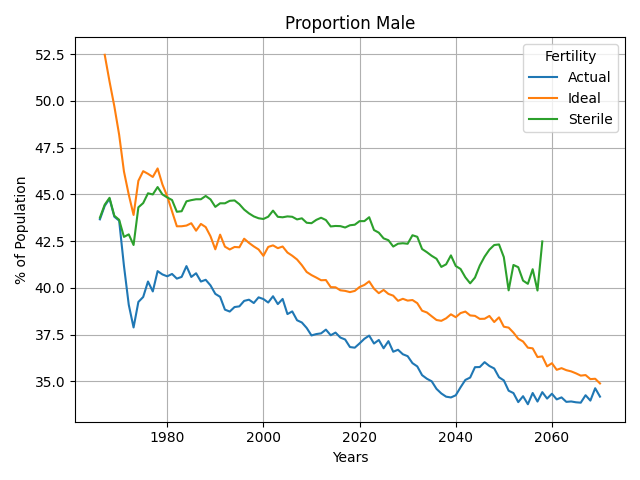 Proportion Male
52.5
50.0
47.5
45.0
42.5
40.0
37.5
35.0
% of Population
Fertility
Actual
Ideal
Sterile
1980
2000
2020
2040
2060
Years